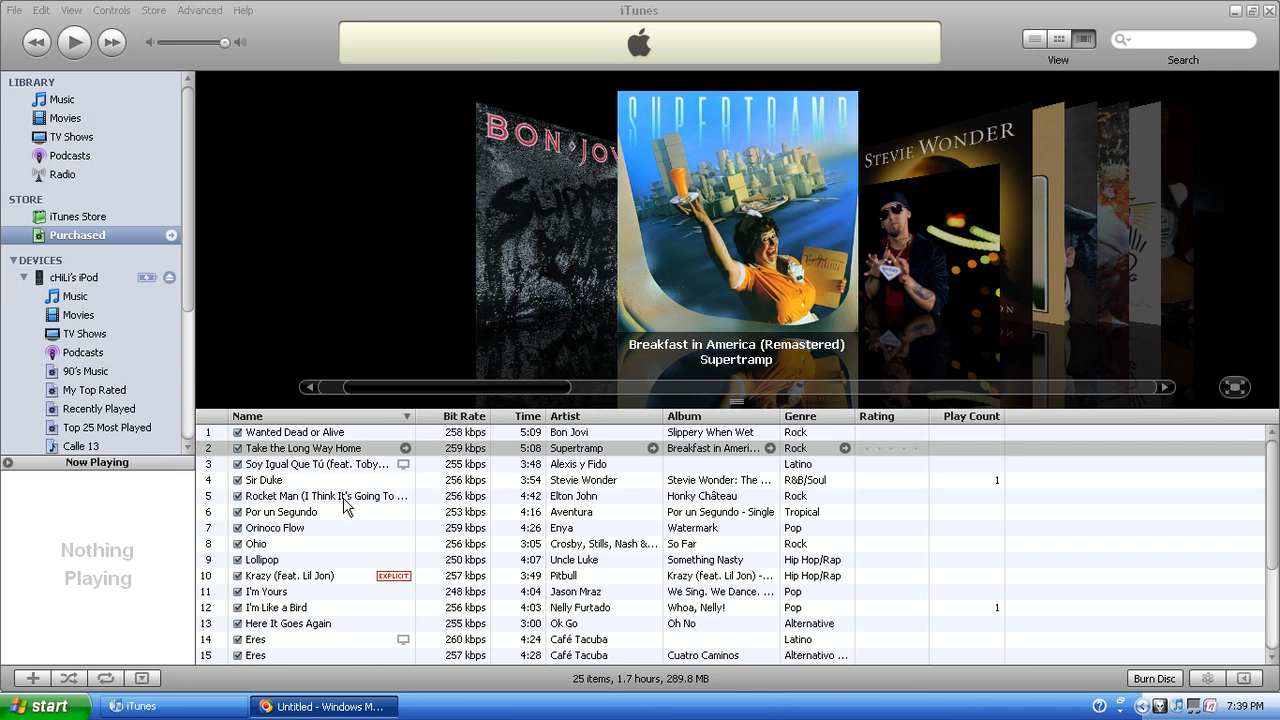 File Edit View Controls Store Advanced Help
iTunes
View
Search
LIBRARY
Music
Movies
TV Shows
Podcasts
Radio
STORE
iTunes Store
Purchased
DEVICES
cHiLi's iPod
Music
Movies
TV Shows
Podcasts
90's Music
My Top Rated
Recently Played
Top 25 Most Played
Calle 13
Now Playing
Nothing
Playing
BON JOV
SUPERTRAMP
STEVIE WONDER
Breakfast in America (Remastered)
Supertramp
Name Bit Rate Time Artist Album Genre Rating Play Count
1 Wanted Dead or Alive 258 kbps 5:09 Bon Jovi Slippery When Wet Rock
2 Take the Long Way Home 259 kbps 5:08 Supertramp Breakfast in Ameri... Rock
3 Soy Igual Que Tú (feat. Toby... 255 kbps 3:48 Alexis y Fido Latino
4 Sir Duke 256 kbps 3:54 Stevie Wonder Stevie Wonder: The ... R&B/Soul 1
5 Rocket Man (I Think It's Going To ... 256 kbps 4:42 Elton John Honky Château Rock
6 Por un Segundo 253 kbps 4:16 Aventura Por un Segundo - Single Tropical
7 Orinoco Flow 259 kbps 4:26 Enya Watermark Pop
8 Ohio 256 kbps 3:05 Crosby, Stills, Nash &... So Far Rock
9 Lollipop 250 kbps 4:07 Uncle Luke Something Nasty Hip Hop/Rap
10 Krazy (feat. Lil Jon) EXPLICIT 257 kbps 3:49 Pitbull Krazy (feat. Lil Jon) -... Hip Hop/Rap
11 I'm Yours 248 kbps 4:04 Jason Mraz We Sing. We Dance. ... Pop
12 I'm Like a Bird 256 kbps 4:03 Nelly Furtado Whoa, Nelly! Pop 1
13 Here It Goes Again 255 kbps 3:00 Ok Go Oh No Alternative
14 Eres 260 kbps 4:24 Café Tacuba Latino
15 Eres 257 kbps 4:28 Café Tacuba Cuatro Caminos Alternativo ...
25 items, 1.7 hours, 289.8 MB
Burn Disc
start
iTunes
Untitled - Windows M...
7:39 PM